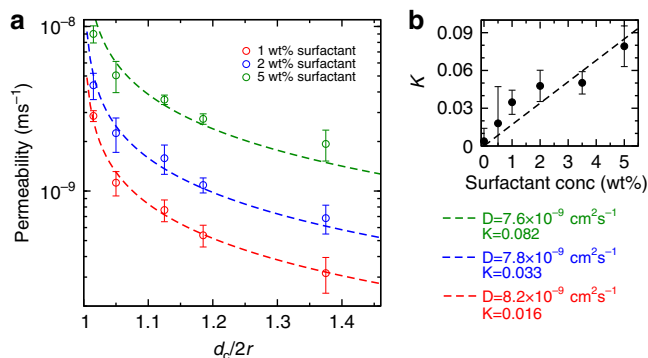 a
b
10⁻⁸
10⁻⁹
Permeability (ms⁻¹)
1 wt% surfactant
2 wt% surfactant
5 wt% surfactant
1 1.1 1.2 1.3 1.4
d꜀/2r
0.09
0.06
0.03
0
K
0 1 2 3 4 5
Surfactant conc (wt%)
D=7.6×10⁻⁹ cm²s⁻¹
K=0.082
D=7.8×10⁻⁹ cm²s⁻¹
K=0.033
D=8.2×10⁻⁹ cm²s⁻¹
K=0.016